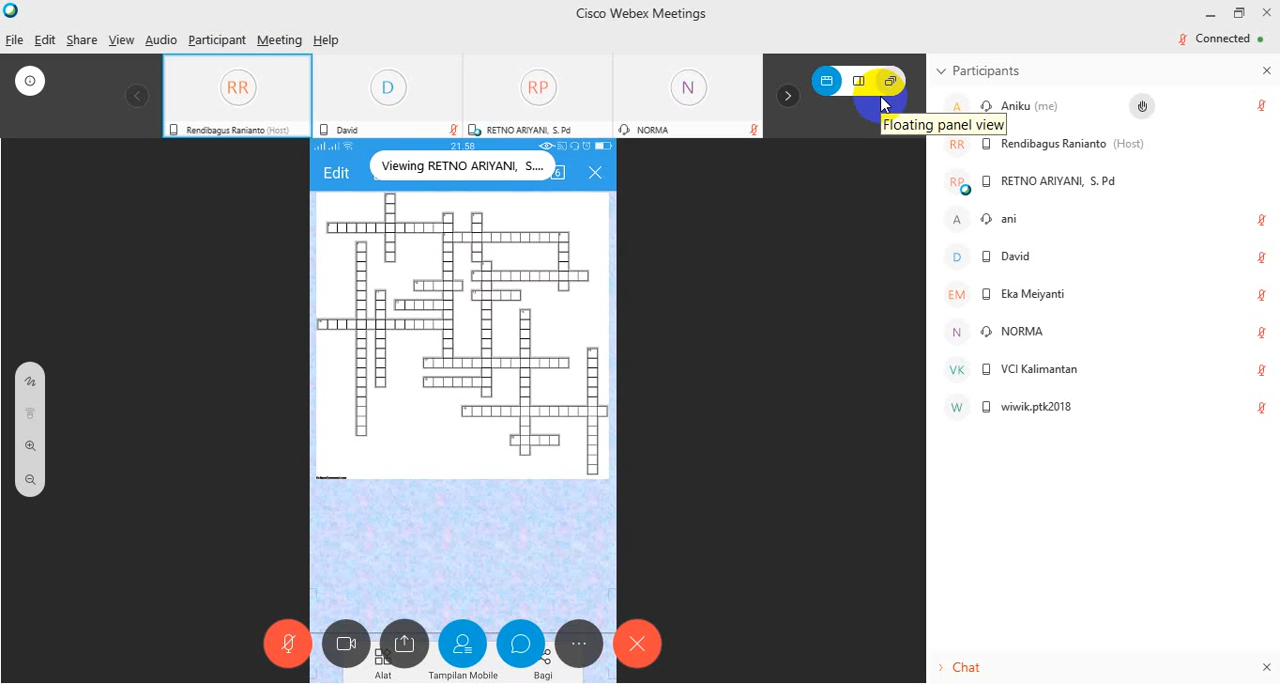 Cisco Webex Meetings
File Edit Share View Audio Participant Meeting Help
Connected
RR
Rendibagus Ranianto (Host)
D
David
RP
RETNO ARIYANI, S. Pd
N
NORMA
Floating panel view
21.58
Edit
Viewing RETNO ARIYANI, S....
6
Alat
Tampilan Mobile
Bagi
Participants
A Aniku (me)
RR Rendibagus Ranianto (Host)
RP RETNO ARIYANI, S. Pd
A ani
D David
EM Eka Meiyanti
N NORMA
VK VCI Kalimantan
W wiwik.ptk2018
Chat